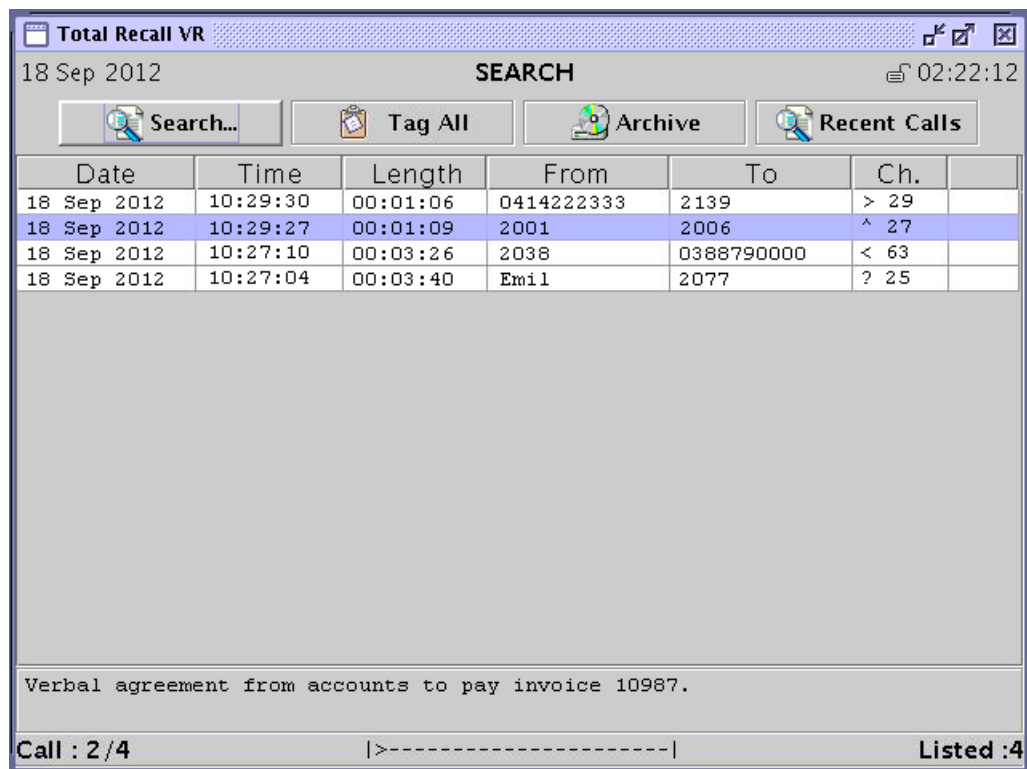 Total Recall VR
18 Sep 2012 SEARCH 02:22:12
Search... Tag All Archive Recent Calls
Date Time Length From To Ch.
18 Sep 2012 10:29:30 00:01:06 0414222333 2139 > 29
18 Sep 2012 10:29:27 00:01:09 2001 2006 ^ 27
18 Sep 2012 10:27:10 00:03:26 2038 0388790000 < 63
18 Sep 2012 10:27:04 00:03:40 Emil 2077 ? 25
Verbal agreement from accounts to pay invoice 10987.
Call : 2/4 |>-----------------------| Listed :4